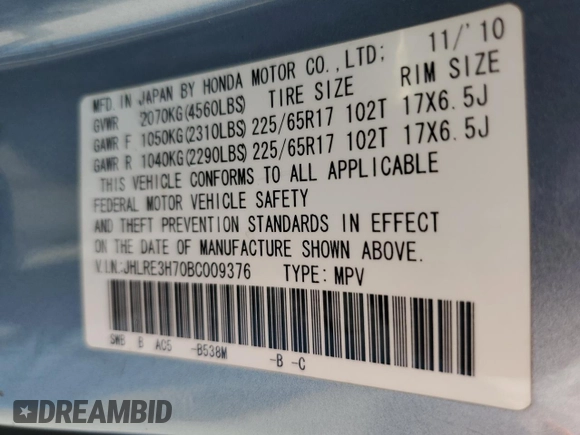 MFD. IN JAPAN BY HONDA MOTOR CO.,LTD; 11/'10
GVWR 2070KG(4560LBS) TIRE SIZE RIM SIZE
GAWR F 1050KG(2310LBS) 225/65R17 102T 17X6.5J
GAWR R 1040KG(2290LBS) 225/65R17 102T 17X6.5J
THIS VEHICLE CONFORMS TO ALL APPLICABLE
FEDERAL MOTOR VEHICLE SAFETY
AND THEFT PREVENTION STANDARDS IN EFFECT
ON THE DATE OF MANUFACTURE SHOWN ABOVE.
V.I.N.:JHLRE3H70BC009376 TYPE: MPV
SWB B AC5 -B538M -B -C
DREAMBID